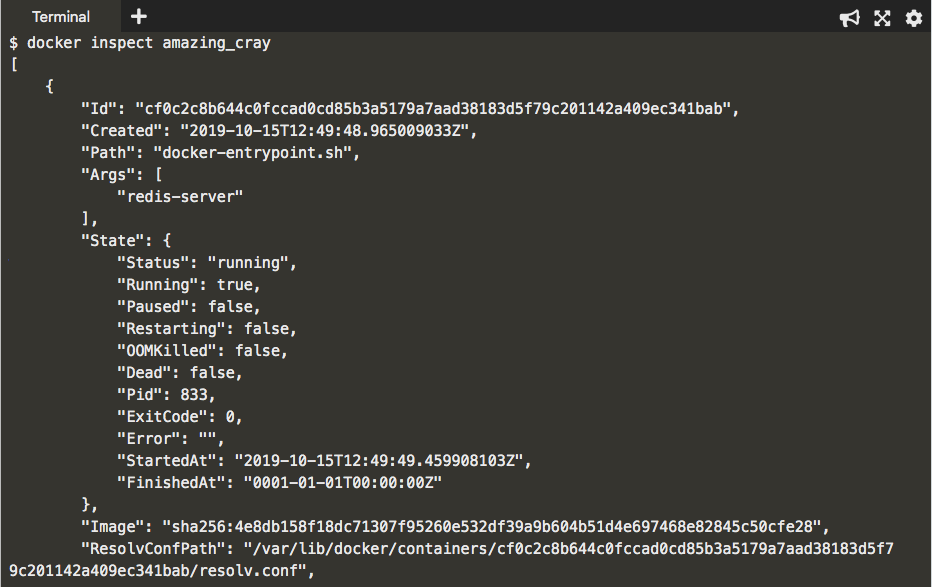 Terminal
$ docker inspect amazing_cray
[
    {
        "Id": "cf0c2c8b644c0fccad0cd85b3a5179a7aad38183d5f79c201142a409ec341bab",
        "Created": "2019-10-15T12:49:48.965009033Z",
        "Path": "docker-entrypoint.sh",
        "Args": [
            "redis-server"
        ],
        "State": {
            "Status": "running",
            "Running": true,
            "Paused": false,
            "Restarting": false,
            "OOMKilled": false,
            "Dead": false,
            "Pid": 833,
            "ExitCode": 0,
            "Error": "",
            "StartedAt": "2019-10-15T12:49:49.459908103Z",
            "FinishedAt": "0001-01-01T00:00:00Z"
        },
        "Image": "sha256:4e8db158f18dc71307f95260e532df39a9b604b51d4e697468e82845c50cfe28",
        "ResolvConfPath": "/var/lib/docker/containers/cf0c2c8b644c0fccad0cd85b3a5179a7aad38183d5f7
9c201142a409ec341bab/resolv.conf",